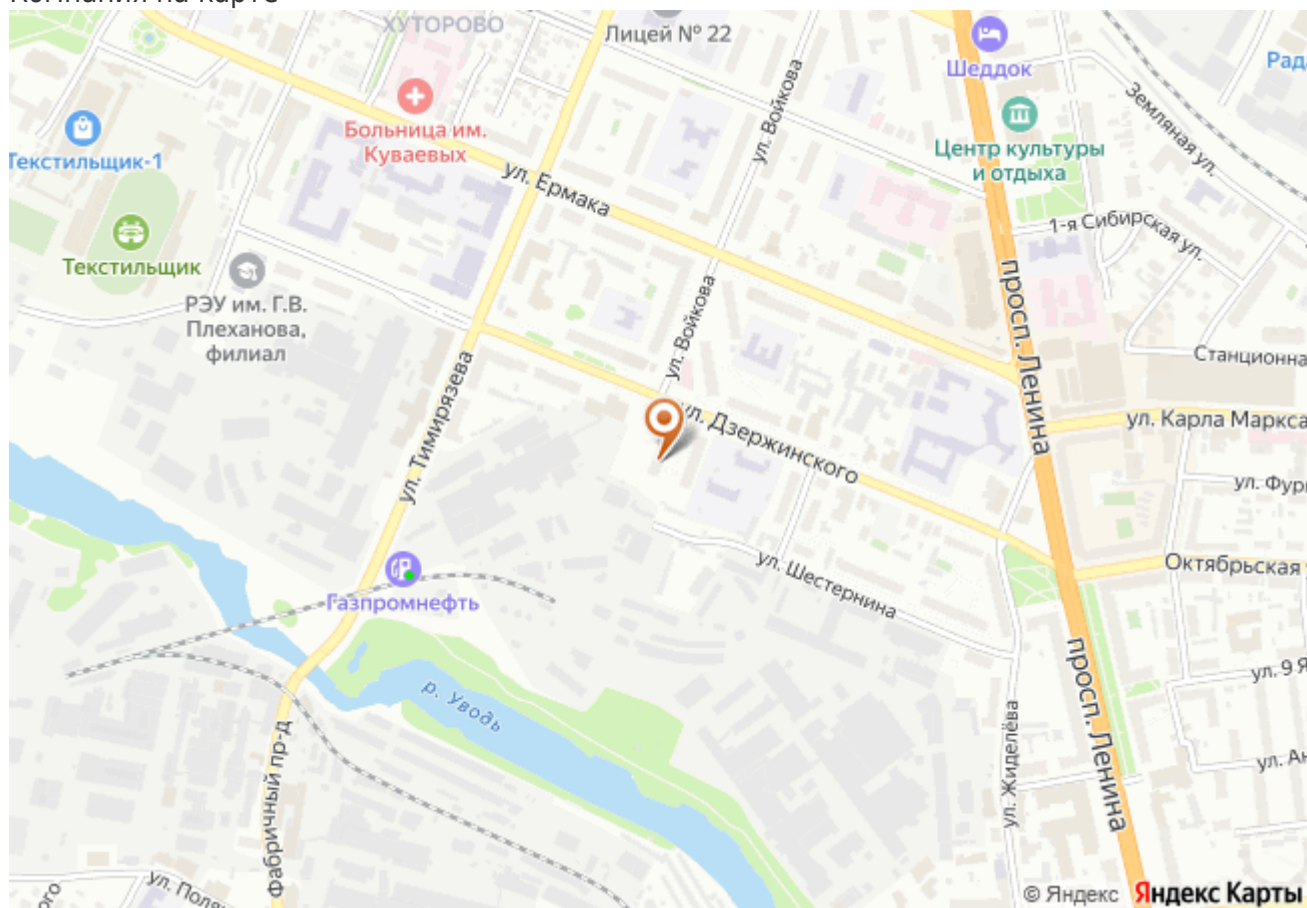 Компания на карте
ХУТОРОВО
Лицей № 22
Шеддок
Рада
Земляная ул.
ул. Войкова
Больница им.
Куваевых
Текстильщик-1
Центр культуры
и отдыха
ул. Ермака
1-я Сибирская ул.
Текстильщик
РЭУ им. Г.В.
Плеханова,
филиал
просп. Ленина
ул. Войкова
Станционна
ул. Тимирязева
ул. Дзержинского
ул. Карла Маркса
ул. Фур
Октябрьская
ул. Шестернина
Газпромнефть
р. Уводь
просп. Ленина
ул. 9 Я
ул. Жиделёва
Фабричный пр-д
ул. Ан
ул. Поля
ого
© Яндекс Яндекс Карты